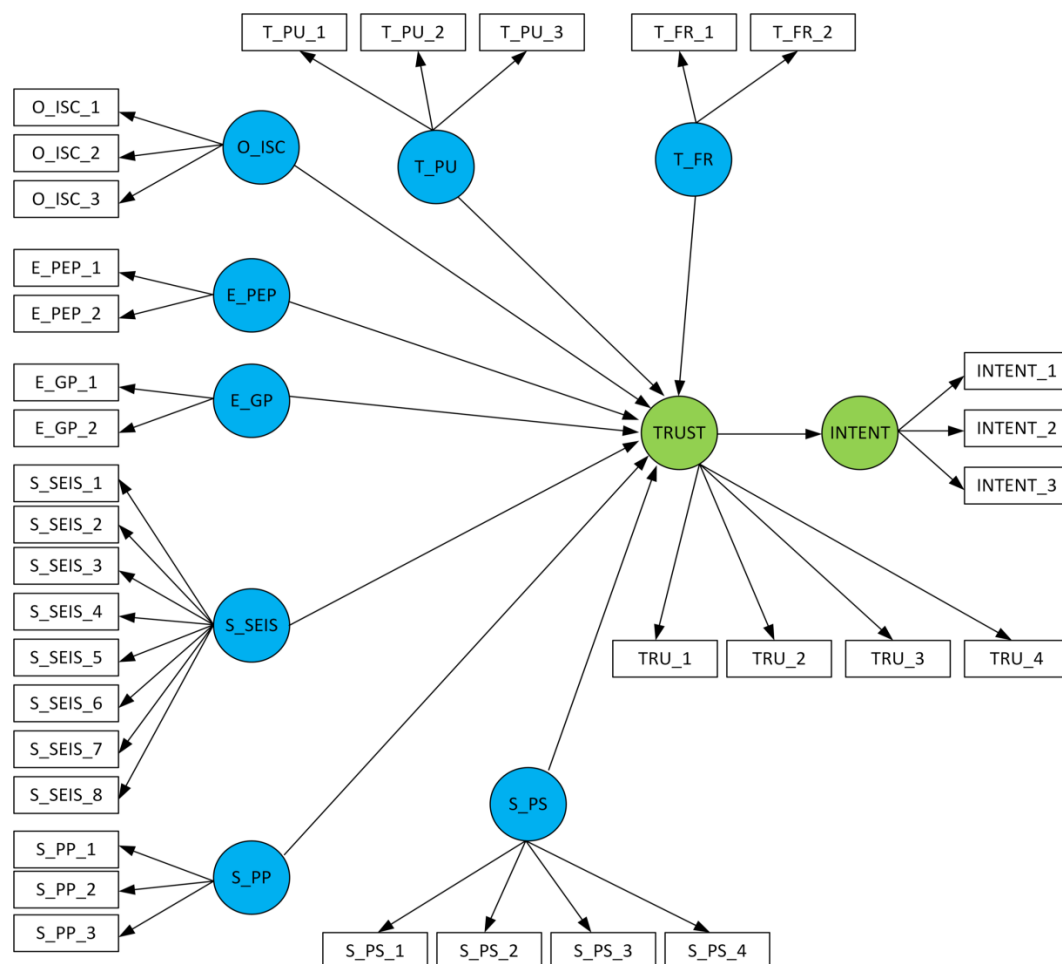 T_PU_1
T_PU_2
T_PU_3
T_FR_1
T_FR_2
O_ISC_1
O_ISC_2
O_ISC_3
O_ISC
T_PU
T_FR
E_PEP_1
E_PEP_2
E_PEP
E_GP_1
E_GP_2
E_GP
TRUST
INTENT
INTENT_1
INTENT_2
INTENT_3
S_SEIS_1
S_SEIS_2
S_SEIS_3
S_SEIS_4
S_SEIS_5
S_SEIS_6
S_SEIS_7
S_SEIS_8
S_SEIS
TRU_1
TRU_2
TRU_3
TRU_4
S_PS
S_PP_1
S_PP_2
S_PP_3
S_PP
S_PS_1
S_PS_2
S_PS_3
S_PS_4